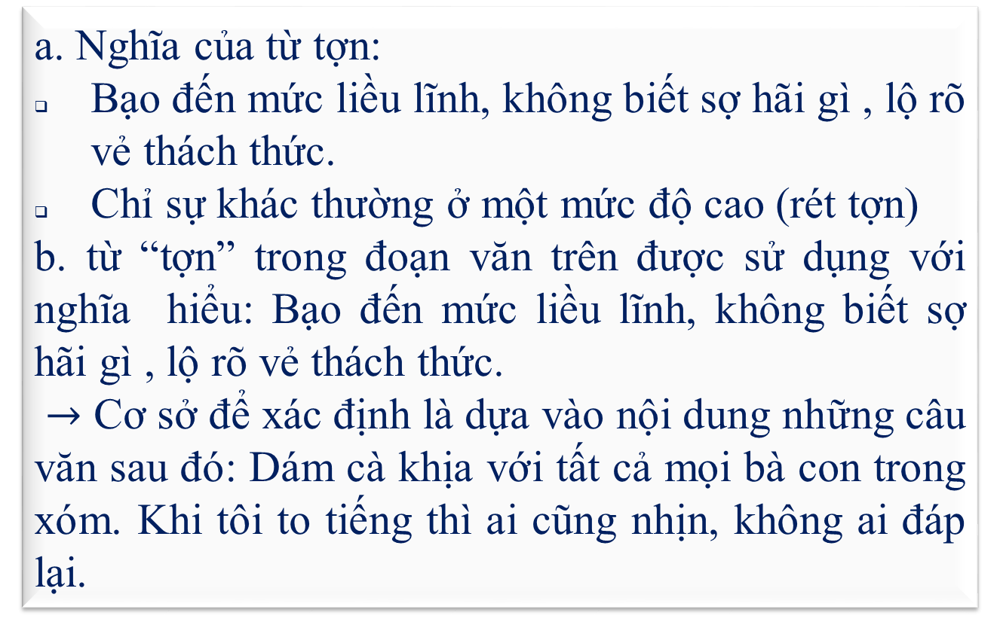 a. Nghĩa của từ tợn:
❑ Bạo đến mức liều lĩnh, không biết sợ hãi gì , lộ rõ
vẻ thách thức.
❑ Chỉ sự khác thường ở một mức độ cao (rét tợn)
b. từ “tợn” trong đoạn văn trên được sử dụng với
nghĩa hiểu: Bạo đến mức liều lĩnh, không biết sợ
hãi gì , lộ rõ vẻ thách thức.
→ Cơ sở để xác định là dựa vào nội dung những câu
văn sau đó: Dám cà khịa với tất cả mọi bà con trong
xóm. Khi tôi to tiếng thì ai cũng nhịn, không ai đáp
lại.